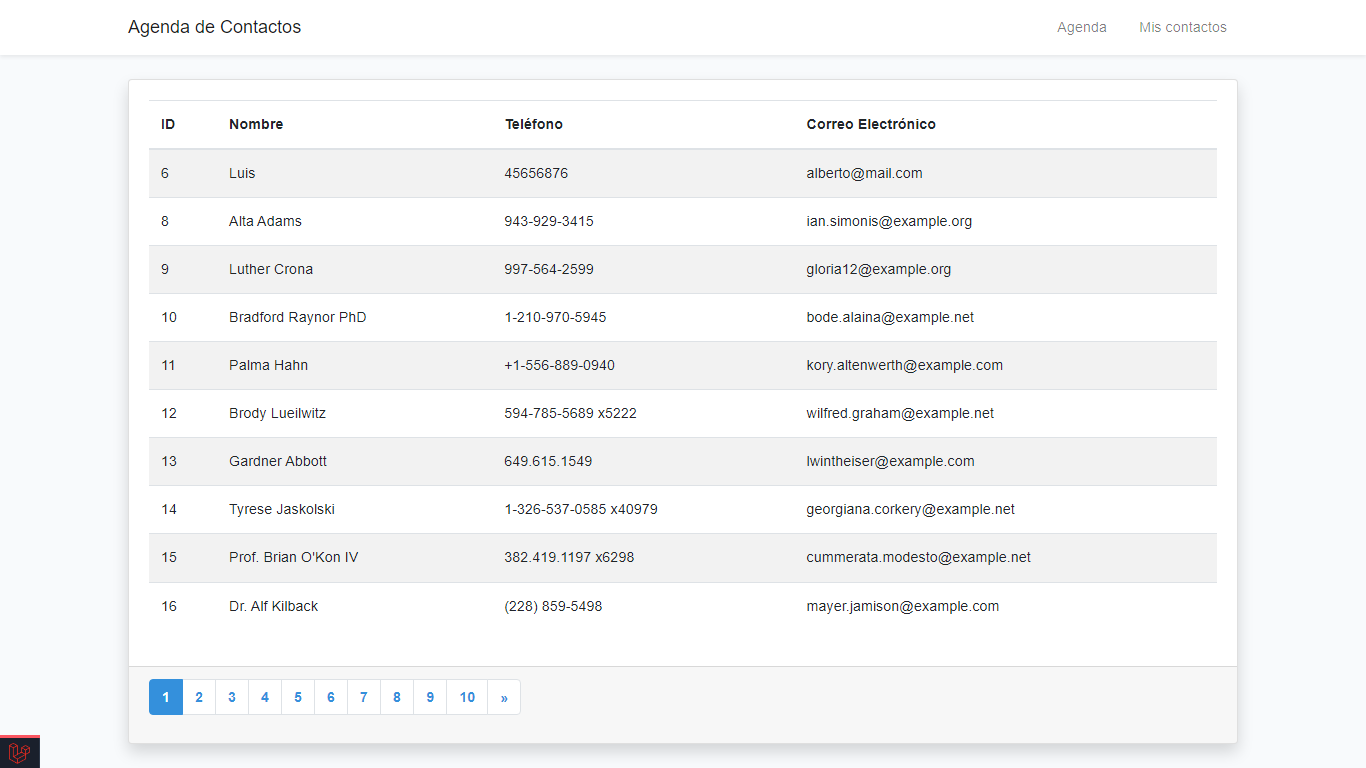 Agenda de Contactos Agenda Mis contactos
ID Nombre Teléfono Correo Electrónico
6 Luis 45656876 alberto@mail.com
8 Alta Adams 943-929-3415 ian.simonis@example.org
9 Luther Crona 997-564-2599 gloria12@example.org
10 Bradford Raynor PhD 1-210-970-5945 bode.alaina@example.net
11 Palma Hahn +1-556-889-0940 kory.altenwerth@example.com
12 Brody Lueilwitz 594-785-5689 x5222 wilfred.graham@example.net
13 Gardner Abbott 649.615.1549 lwintheiser@example.com
14 Tyrese Jaskolski 1-326-537-0585 x40979 georgiana.corkery@example.net
15 Prof. Brian O'Kon IV 382.419.1197 x6298 cummerata.modesto@example.net
16 Dr. Alf Kilback (228) 859-5498 mayer.jamison@example.com
1 2 3 4 5 6 7 8 9 10 »